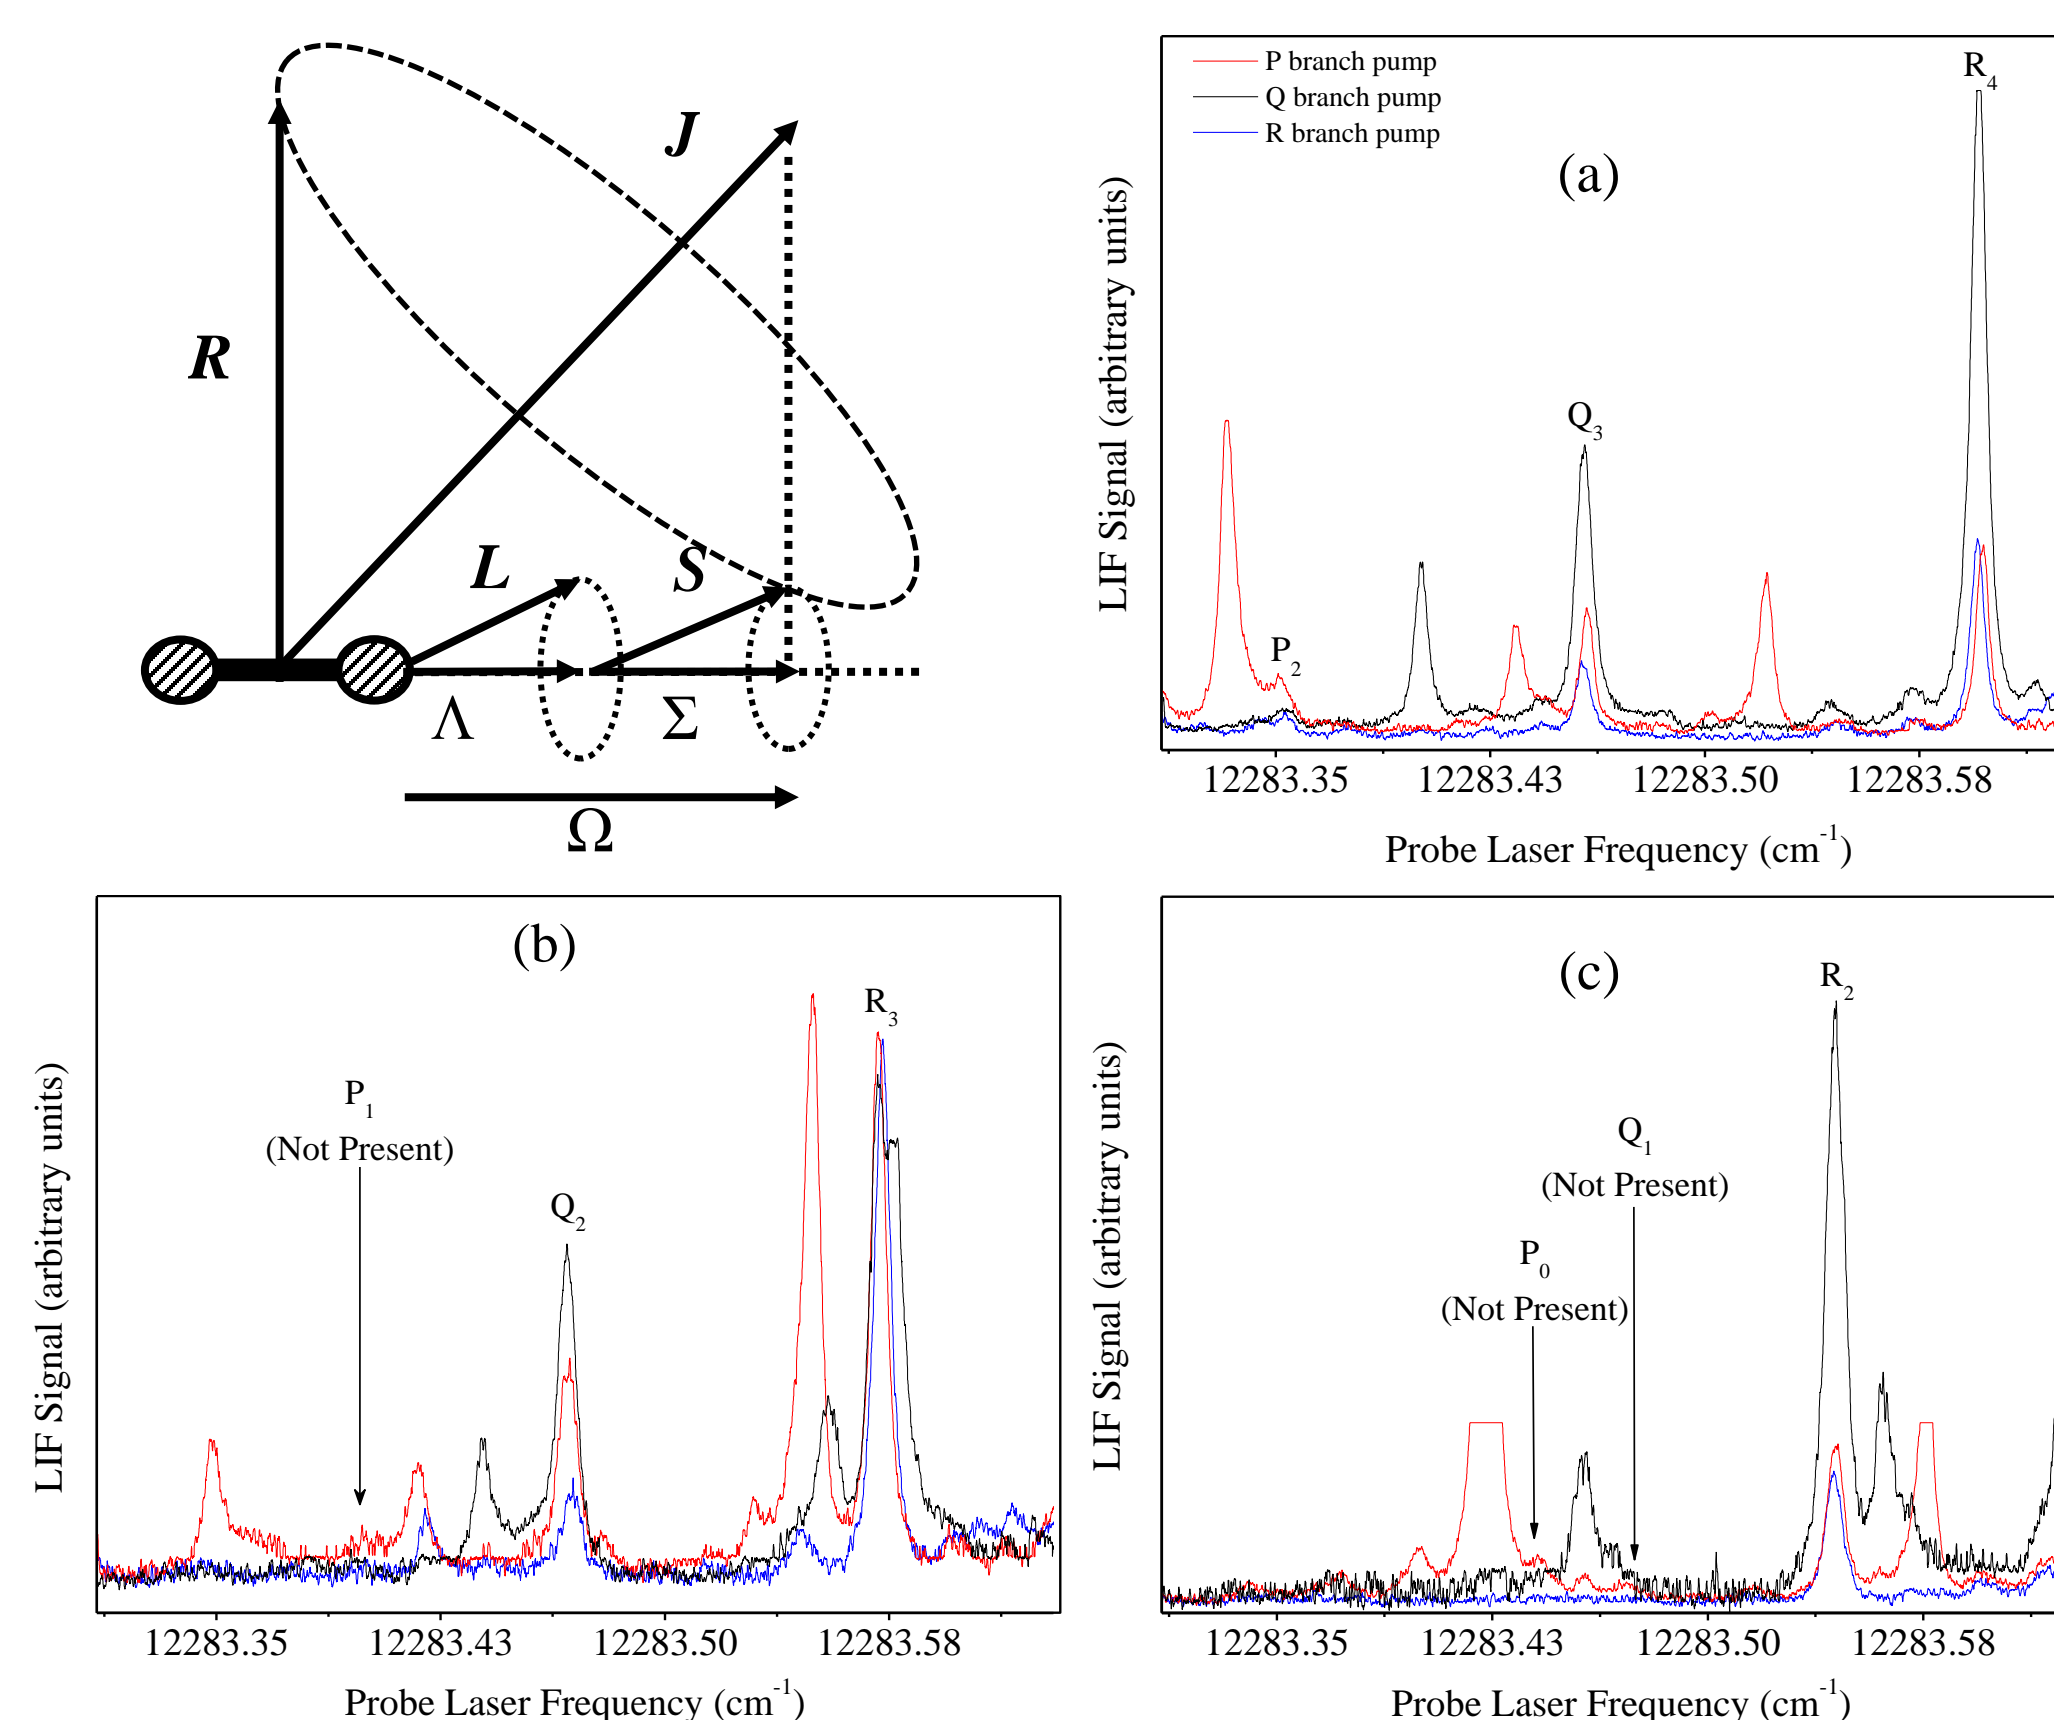 R
J
L
S
Λ
Σ
Ω
P branch pump
Q branch pump
R branch pump
(a)
R4
Q3
P2
LIF Signal (arbitrary units)
12283.35 12283.43 12283.50 12283.58
Probe Laser Frequency (cm-1)
(b)
R3
P1
(Not Present)
Q2
LIF Signal (arbitrary units)
12283.35 12283.43 12283.50 12283.58
Probe Laser Frequency (cm-1)
(c)
R2
Q1
(Not Present)
P0
(Not Present)
LIF Signal (arbitrary units)
12283.35 12283.43 12283.50 12283.58
Probe Laser Frequency (cm-1)